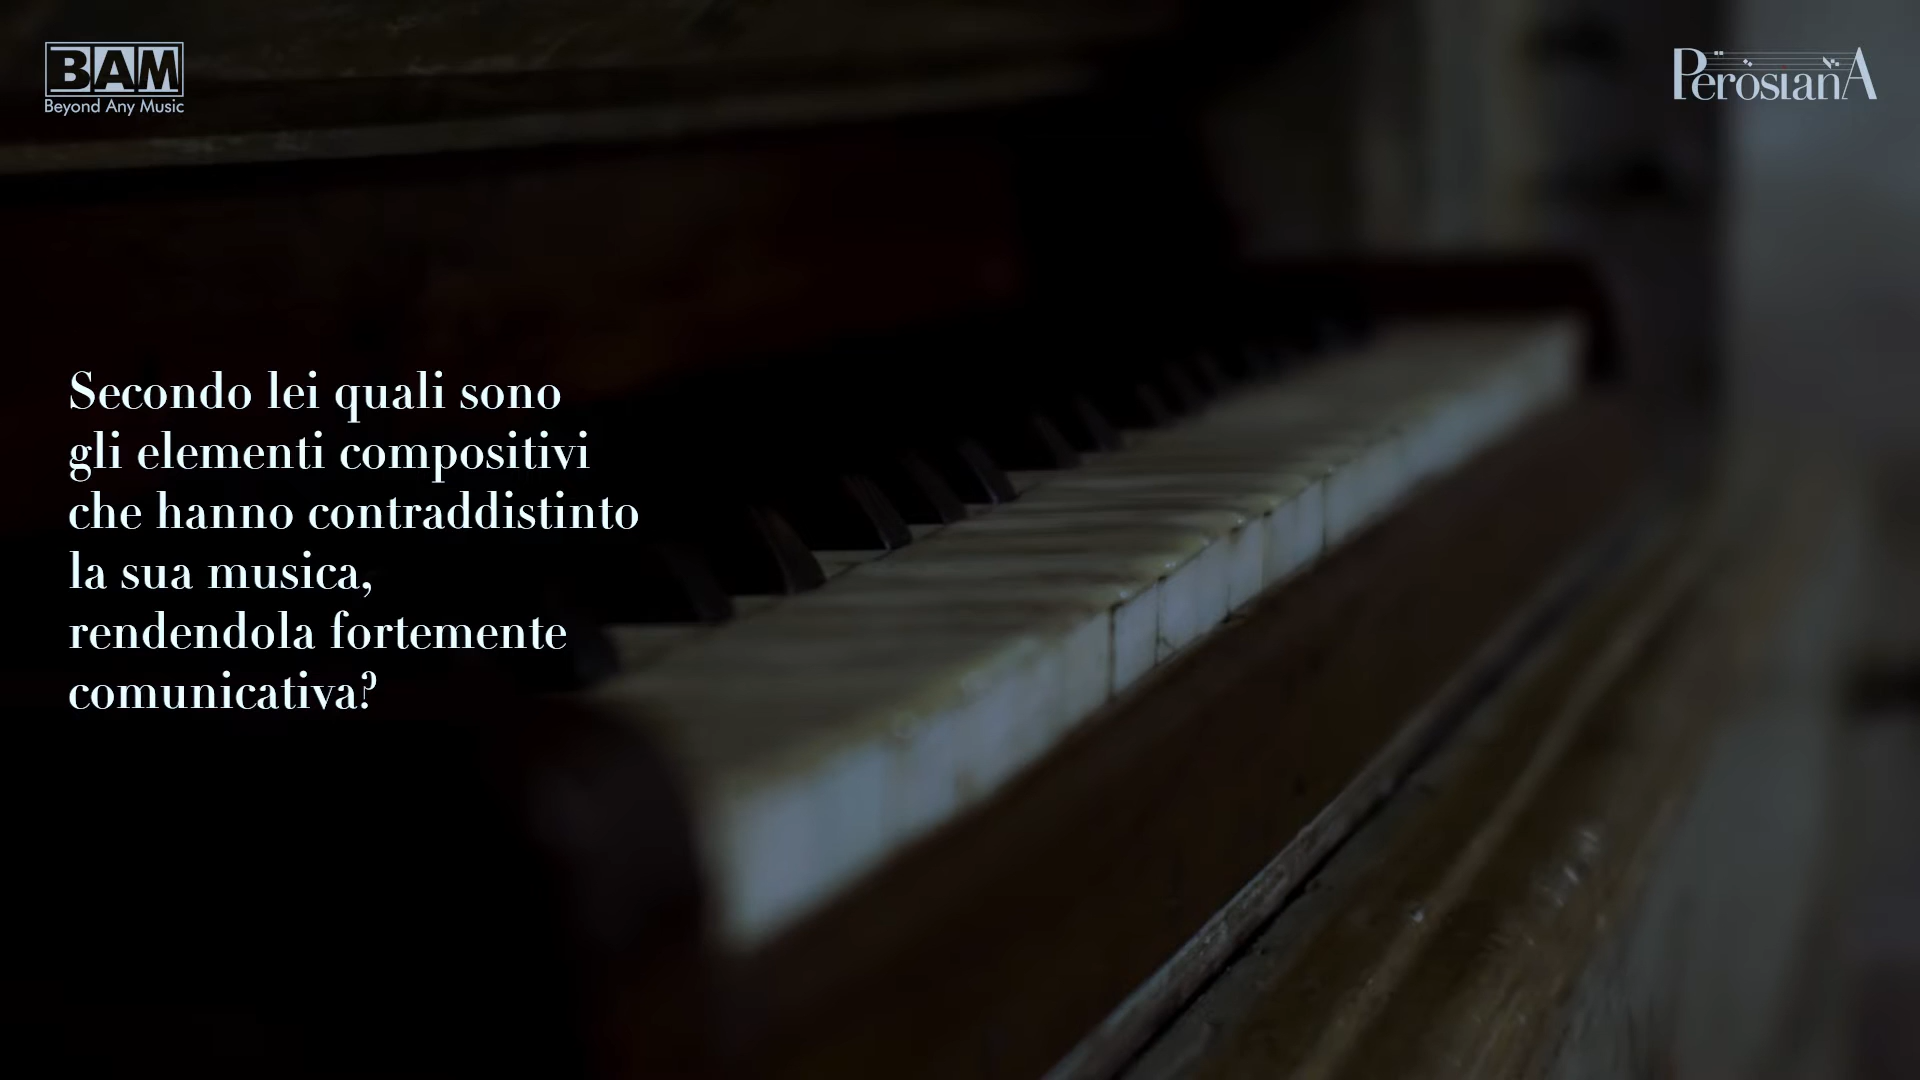 BAM
Beyond Any Music
PerosianA
Secondo lei quali sono
gli elementi compositivi
che hanno contraddistinto
la sua musica,
rendendola fortemente
comunicativa?